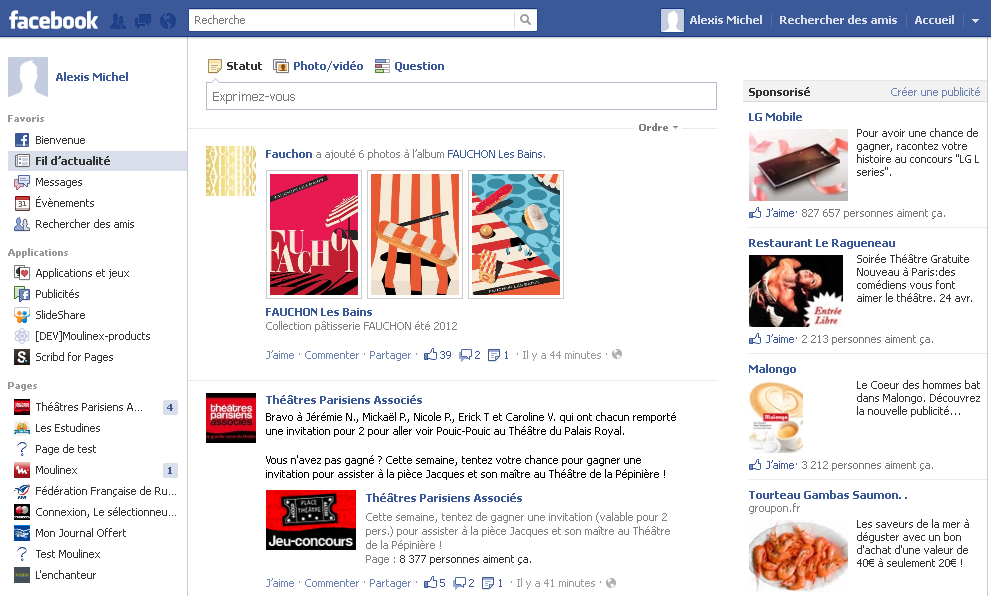 facebook
Recherche
Alexis Michel
Rechercher des amis
Accueil
Alexis Michel
Favoris
Bienvenue
Fil d'actualité
Messages
31
Évènements
Rechercher des amis
Applications
Applications et jeux
Publicités
SlideShare
[DEV]Moulinex-products
Scribd for Pages
Pages
Théâtres Parisiens A... 4
Les Estudines
Page de test
Moulinex 1
Fédération Française de Ru...
Connexion, Le sélectionneu...
Mon Journal Offert
Test Moulinex
L'enchanteur
Statut
Photo/vidéo
Question
Exprimez-vous
Ordre
Fauchon a ajouté 6 photos à l'album FAUCHON Les Bains.
FAUCHON LES BAINS
FAUCHON
FAUCHON Les Bains
Collection pâtisserie FAUCHON été 2012
J'aime · Commenter · Partager · 39 2 1 · Il y a 44 minutes ·
théâtres
parisiens
associés
Théâtres Parisiens Associés
Bravo à Jérémie N., Mickaël P., Nicole P., Erick T et Caroline V. qui ont chacun remporté
une invitation pour 2 pour aller voir Pouic-Pouic au Théâtre du Palais Royal.
Vous n'avez pas gagné ? Cette semaine, tentez votre chance pour gagner une
invitation pour assister à la pièce Jacques et son maître au Théâtre de la Pépinière !
PLACE
THÉÂTRE
Jeu-concours
Théâtres Parisiens Associés
Cette semaine, tentez de gagner une invitation (valable pour 2
pers.) pour assister à la pièce Jacques et son maître au Théâtre
de la Pépinière !
Page : 8 377 personnes aiment ça.
J'aime · Commenter · Partager · 5 2 1 · Il y a 41 minutes ·
Sponsorisé
Créer une publicité
LG Mobile
Pour avoir une chance de
gagner, racontez votre
histoire au concours "LG L
series".
J'aime · 827 657 personnes aiment ça.
Restaurant Le Ragueneau
Soirée Théâtre Gratuite
Nouveau à Paris:des
comédiens vous font
aimer le théâtre. 24 avr.
Entrée
Libre
J'aime · 2 213 personnes aiment ça.
Malongo
Le Coeur des hommes bat
dans Malongo. Découvrez
la nouvelle publicité...
Malongo
J'aime · 3 212 personnes aiment ça.
Tourteau Gambas Saumon. .
groupon.fr
Les saveurs de la mer à
déguster avec un bon
d'achat d'une valeur de
40€ à seulement 20€ !